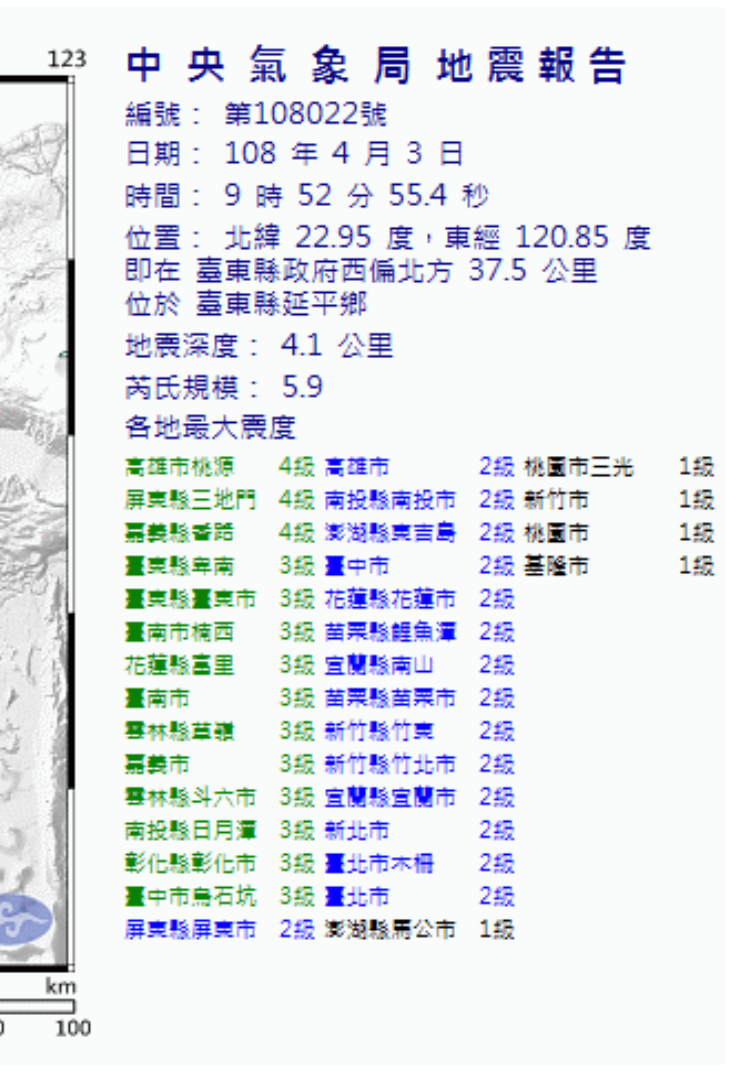 123
中央氣象局地震報告
編號： 第108022號
日期： 108 年 4 月 3 日
時間： 9 時 52 分 55.4 秒
位置： 北緯 22.95 度，東經 120.85 度
即在 臺東縣政府西偏北方 37.5 公里
位於 臺東縣延平鄉
地震深度： 4.1 公里
芮氏規模： 5.9
各地最大震度
高雄市桃源 4級 高雄市 2級 桃園市三光 1級
屏東縣三地門 4級 南投縣南投市 2級 新竹市 1級
嘉義縣番路 4級 澎湖縣東吉島 2級 桃園市 1級
臺東縣卑南 3級 臺中市 2級 基隆市 1級
臺東縣臺東市 3級 花蓮縣花蓮市 2級
臺南市楠西 3級 苗栗縣鯉魚潭 2級
花蓮縣富里 3級 宜蘭縣南山 2級
臺南市 3級 苗栗縣苗栗市 2級
雲林縣草嶺 3級 新竹縣竹東 2級
嘉義市 3級 新竹縣竹北市 2級
雲林縣斗六市 3級 宜蘭縣宜蘭市 2級
南投縣日月潭 3級 新北市 2級
彰化縣彰化市 3級 臺北市木柵 2級
臺中市烏石坑 3級 臺北市 2級
屏東縣屏東市 2級 澎湖縣馬公市 1級
km
100